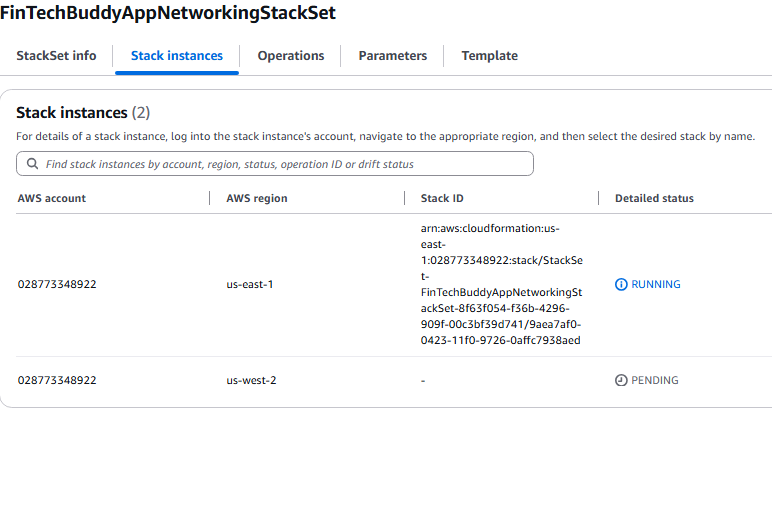 FinTechBuddyAppNetworkingStackSet
StackSet info
Stack instances
Operations
Parameters
Template
Stack instances (2)
For details of a stack instance, log into the stack instance's account, navigate to the appropriate region, and then select the desired stack by name.
Find stack instances by account, region, status, operation ID or drift status
AWS account
AWS region
Stack ID
Detailed status
028773348922
us-east-1
arn:aws:cloudformation:us-
east-
1:028773348922:stack/StackSe
t-
FinTechBuddyAppNetworkingSt
ackSet-8f63f054-f36b-4296-
909f-00c3bf39d741/9aea7af0-
0423-11f0-9726-0affc7938aed
RUNNING
028773348922
us-west-2
-
PENDING